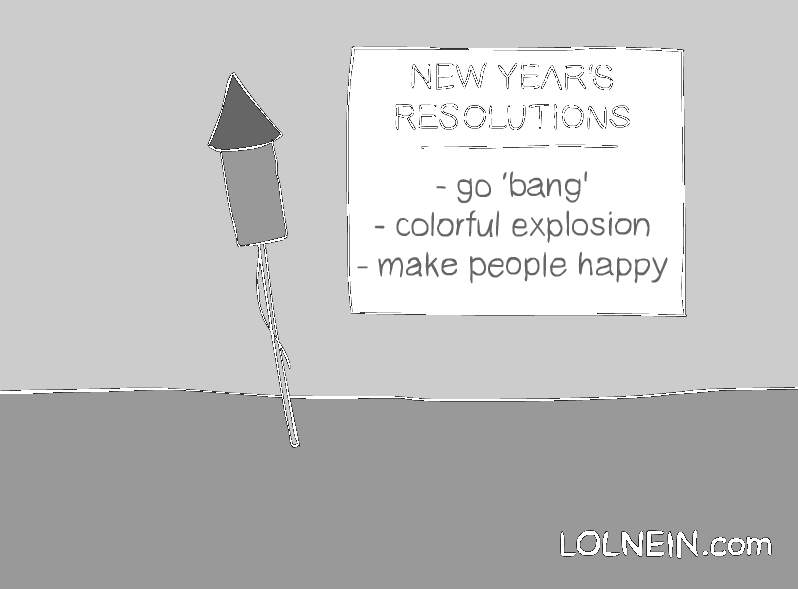 NEW YEAR'S
RESOLUTIONS
- go 'bang'
- colorful explosion
- make people happy
LOLNEIN.com